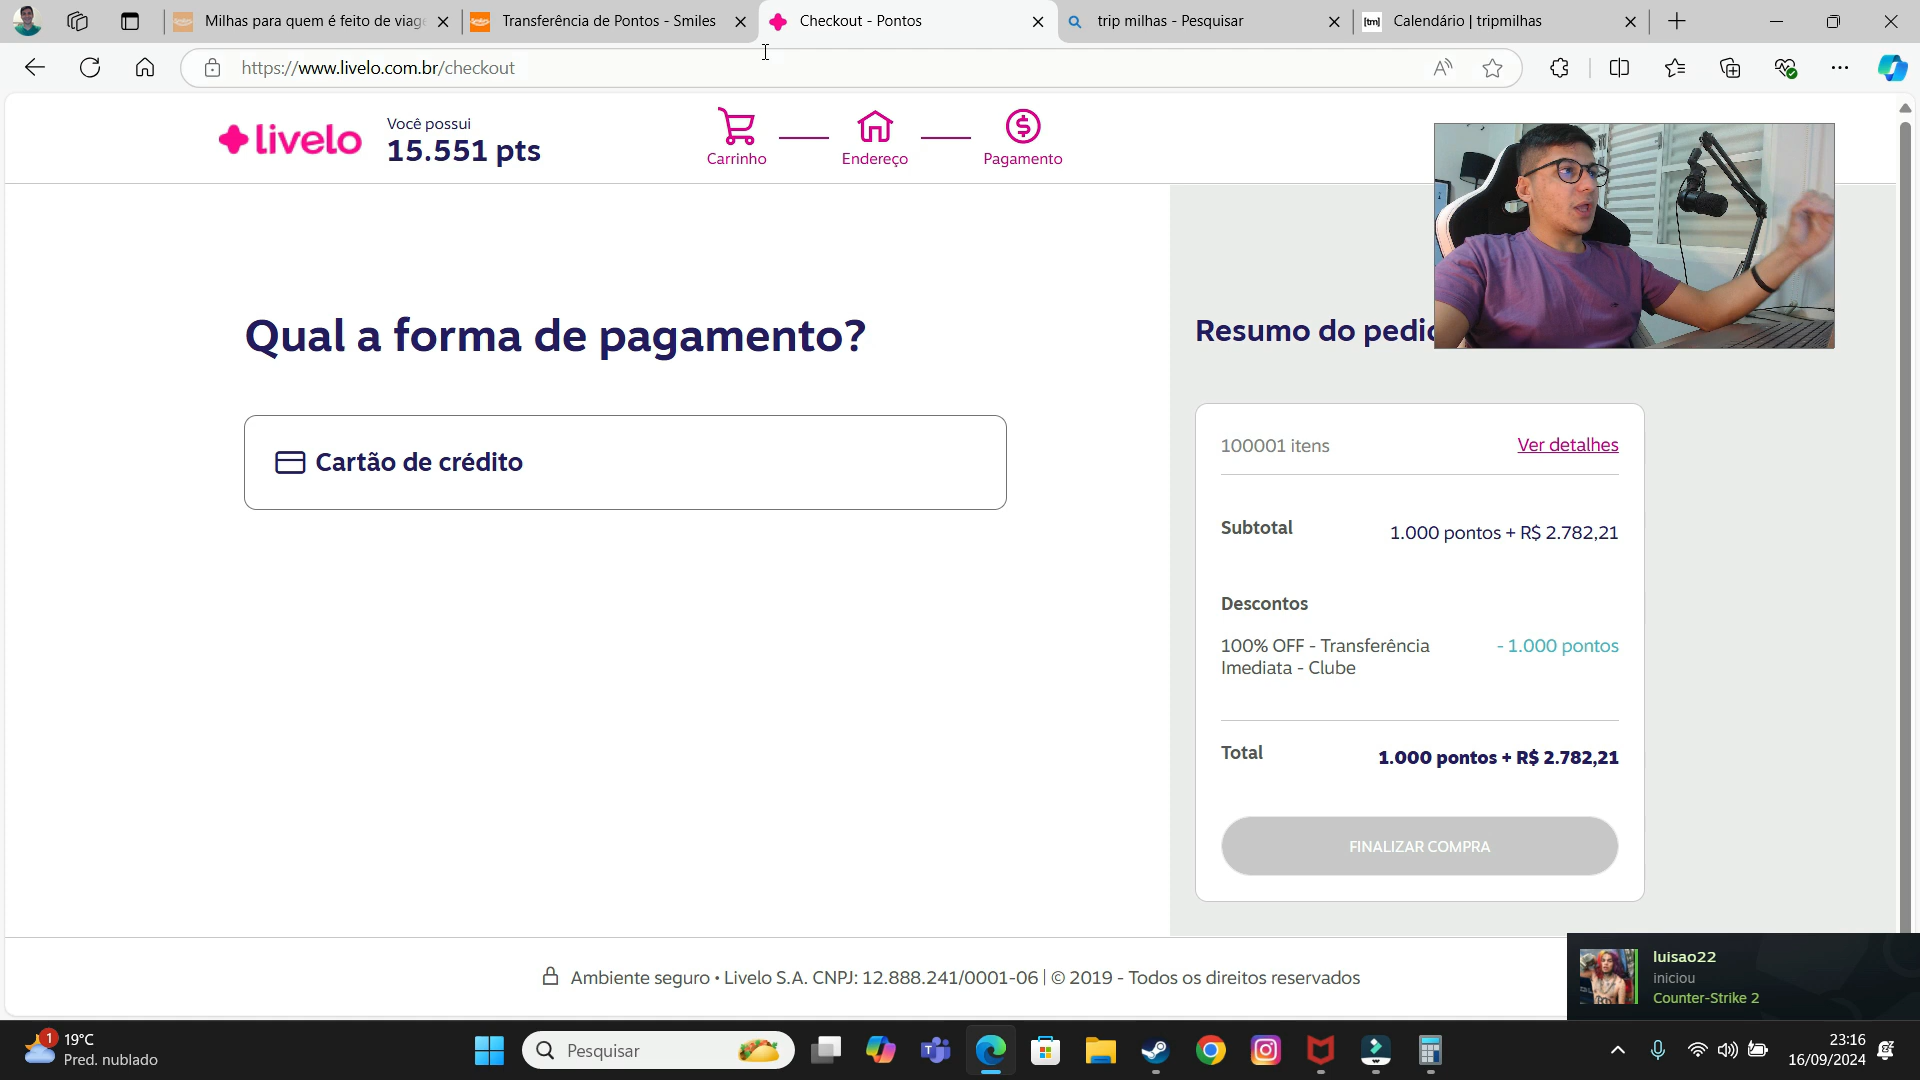 Milhas para quem é feito de viage
Transferência de Pontos - Smiles
Checkout - Pontos
trip milhas - Pesquisar
[tm]
Calendário | tripmilhas
https://www.livelo.com.br/checkout
livelo
Você possui
15.551 pts
Carrinho
Endereço
Pagamento
Qual a forma de pagamento?
Cartão de crédito
Resumo do pedid
100001 itens
Ver detalhes
Subtotal
1.000 pontos + R$ 2.782,21
Descontos
100% OFF - Transferência
Imediata - Clube
- 1.000 pontos
Total
1.000 pontos + R$ 2.782,21
FINALIZAR COMPRA
Ambiente seguro • Livelo S.A. CNPJ: 12.888.241/0001-06 | © 2019 - Todos os direitos reservados
luisao22
iniciou
Counter-Strike 2
1
19°C
Pred. nublado
Pesquisar
23:16
16/09/2024